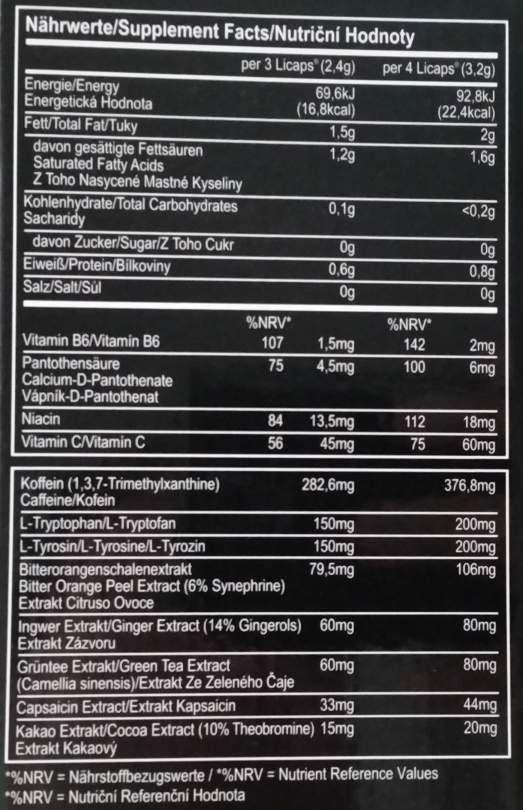 Nährwerte/Supplement Facts/Nutriční Hodnoty
per 3 Licaps® (2,4g) per 4 Licaps® (3,2g)
Energie/Energy 69,6kJ 92,8kJ
Energetická Hodnota (16,8kcal) (22,4kcal)
Fett/Total Fat/Tuky 1,5g 2g
davon gesättigte Fettsäuren 1,2g 1,6g
Saturated Fatty Acids
Z Toho Nasycené Mastné Kyseliny
Kohlenhydrate/Total Carbohydrates 0,1g <0,2g
Sacharidy
davon Zucker/Sugar/Z Toho Cukr 0g 0g
Eiweiß/Protein/Bílkoviny 0,6g 0,8g
Salz/Salt/Sůl 0g 0g
%NRV* %NRV*
Vitamin B6/Vitamín B6 107 1,5mg 142 2mg
Pantothensäure 75 4,5mg 100 6mg
Calcium-D-Pantothenate
Vápník-D-Pantothenat
Niacin 84 13,5mg 112 18mg
Vitamin C/Vitamín C 56 45mg 75 60mg
Koffein (1,3,7-Trimethylxanthine) 282,6mg 376,8mg
Caffeine/Kofein
L-Tryptophan/L-Tryptofan 150mg 200mg
L-Tyrosin/L-Tyrosine/L-Tyrozin 150mg 200mg
Bitterorangenschalenextrakt 79,5mg 106mg
Bitter Orange Peel Extract (6% Synephrine)
Extrakt Citruso Ovoce
Ingwer Extrakt/Ginger Extract (14% Gingerols) 60mg 80mg
Extrakt Zázvoru
Grüntee Extrakt/Green Tea Extract 60mg 80mg
(Camellia sinensis)/Extrakt Ze Zeleného Čaje
Capsaicin Extract/Extrakt Kapsaicin 33mg 44mg
Kakao Extrakt/Cocoa Extract (10% Theobromine) 15mg 20mg
Extrakt Kakaový
*%NRV = Nährstoffbezugswerte / *%NRV = Nutrient Reference Values
*%NRV = Nutriční Referenční Hodnota